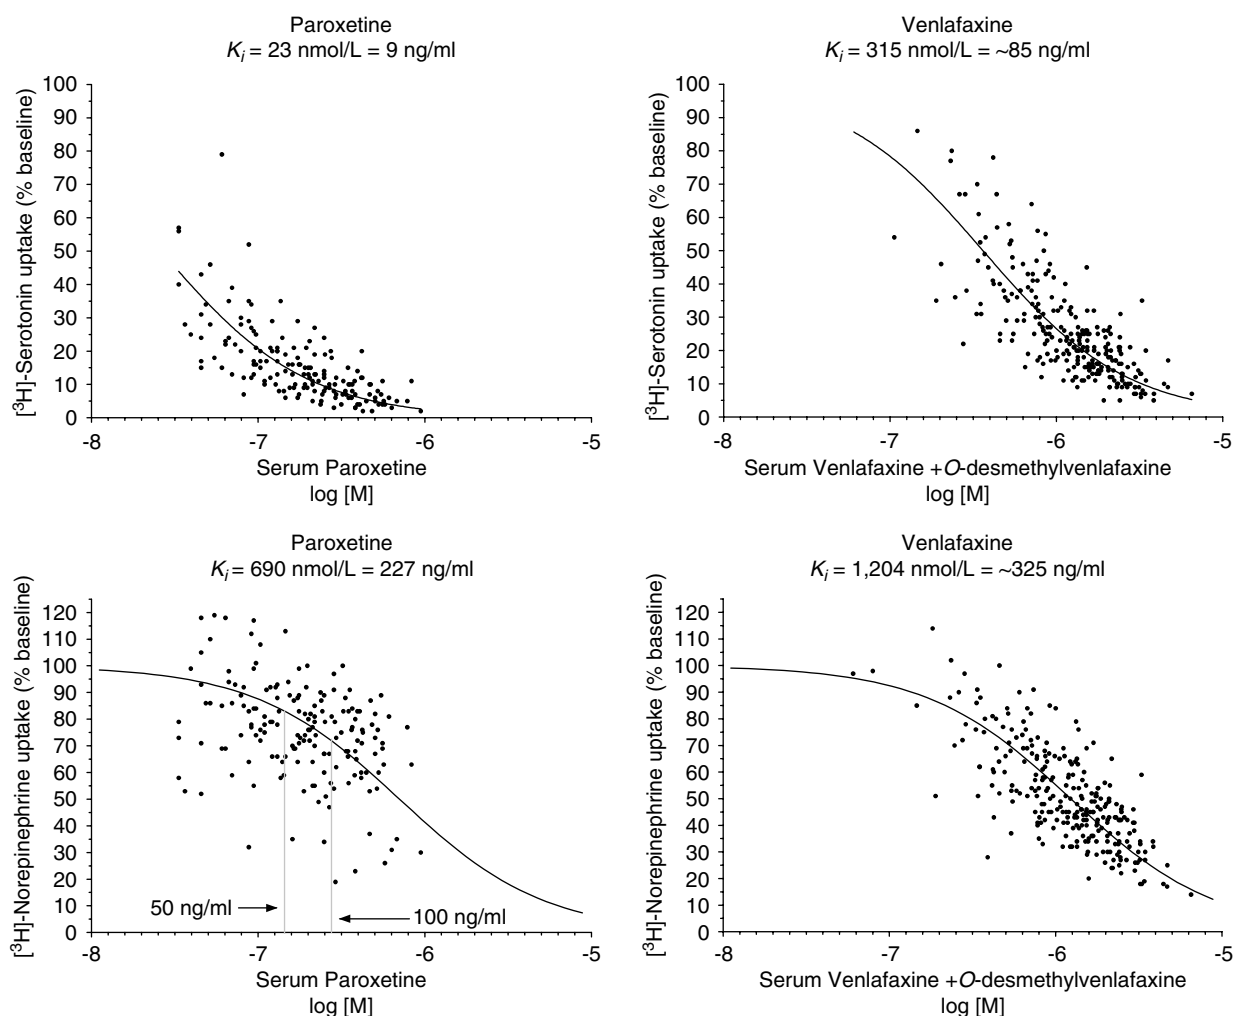 Paroxetine
Kᵢ = 23 nmol/L = 9 ng/ml
[³H]-Serotonin uptake (% baseline)
100
90
80
70
60
50
40
30
20
10
0
-8
-7
-6
-5
Serum Paroxetine
log [M]
Venlafaxine
Kᵢ = 315 nmol/L = ~85 ng/ml
[³H]-Serotonin uptake (% baseline)
100
90
80
70
60
50
40
30
20
10
0
-8
-7
-6
-5
Serum Venlafaxine +O-desmethylvenlafaxine
log [M]
Paroxetine
Kᵢ = 690 nmol/L = 227 ng/ml
[³H]-Norepinephrine uptake (% baseline)
120
110
100
90
80
70
60
50
40
30
20
10
0
50 ng/ml
100 ng/ml
-8
-7
-6
-5
Serum Paroxetine
log [M]
Venlafaxine
Kᵢ = 1,204 nmol/L = ~325 ng/ml
[³H]-Norepinephrine uptake (% baseline)
120
110
100
90
80
70
60
50
40
30
20
10
0
-8
-7
-6
-5
Serum Venlafaxine +O-desmethylvenlafaxine
log [M]